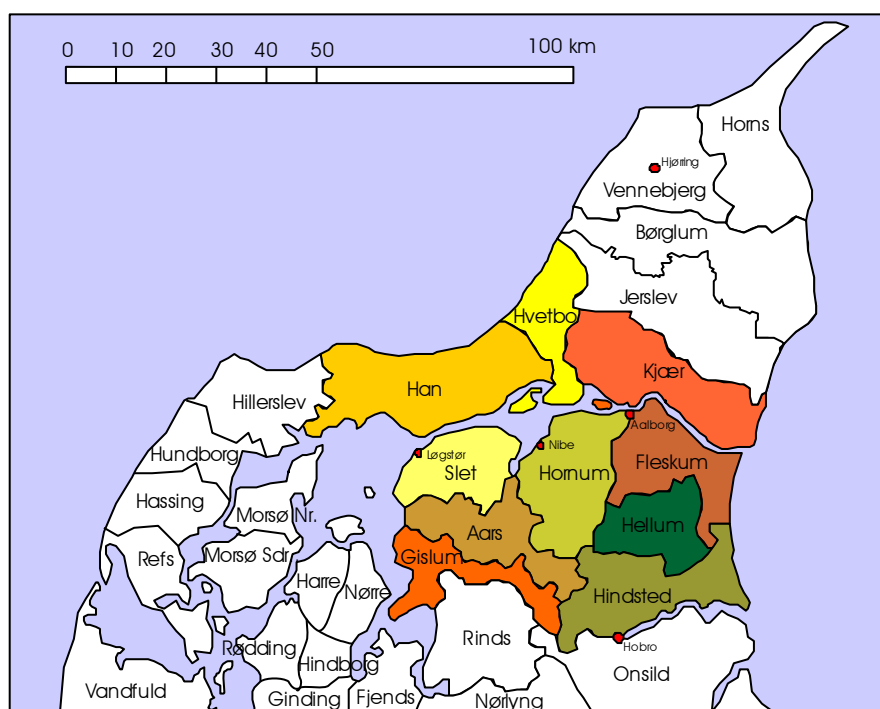 0 10 20 30 40 50 100 km
Horns
Hjørring
Vennebjerg
Børglum
Jerslev
Hvetbo
Kjær
Han
Hillerslev
Aalborg
Hundborg
Løgstør
Nibe
Slet
Hornum
Fleskum
Hassing
Morsø Nr.
Aars
Hellum
Refs
Morsø Sdr.
Gislum
Harre
Nørre
Hindsted
Rødding
Hindborg
Rinds
Hobro
Onsild
Vandfuld
Ginding
Fjends
Nørlyng